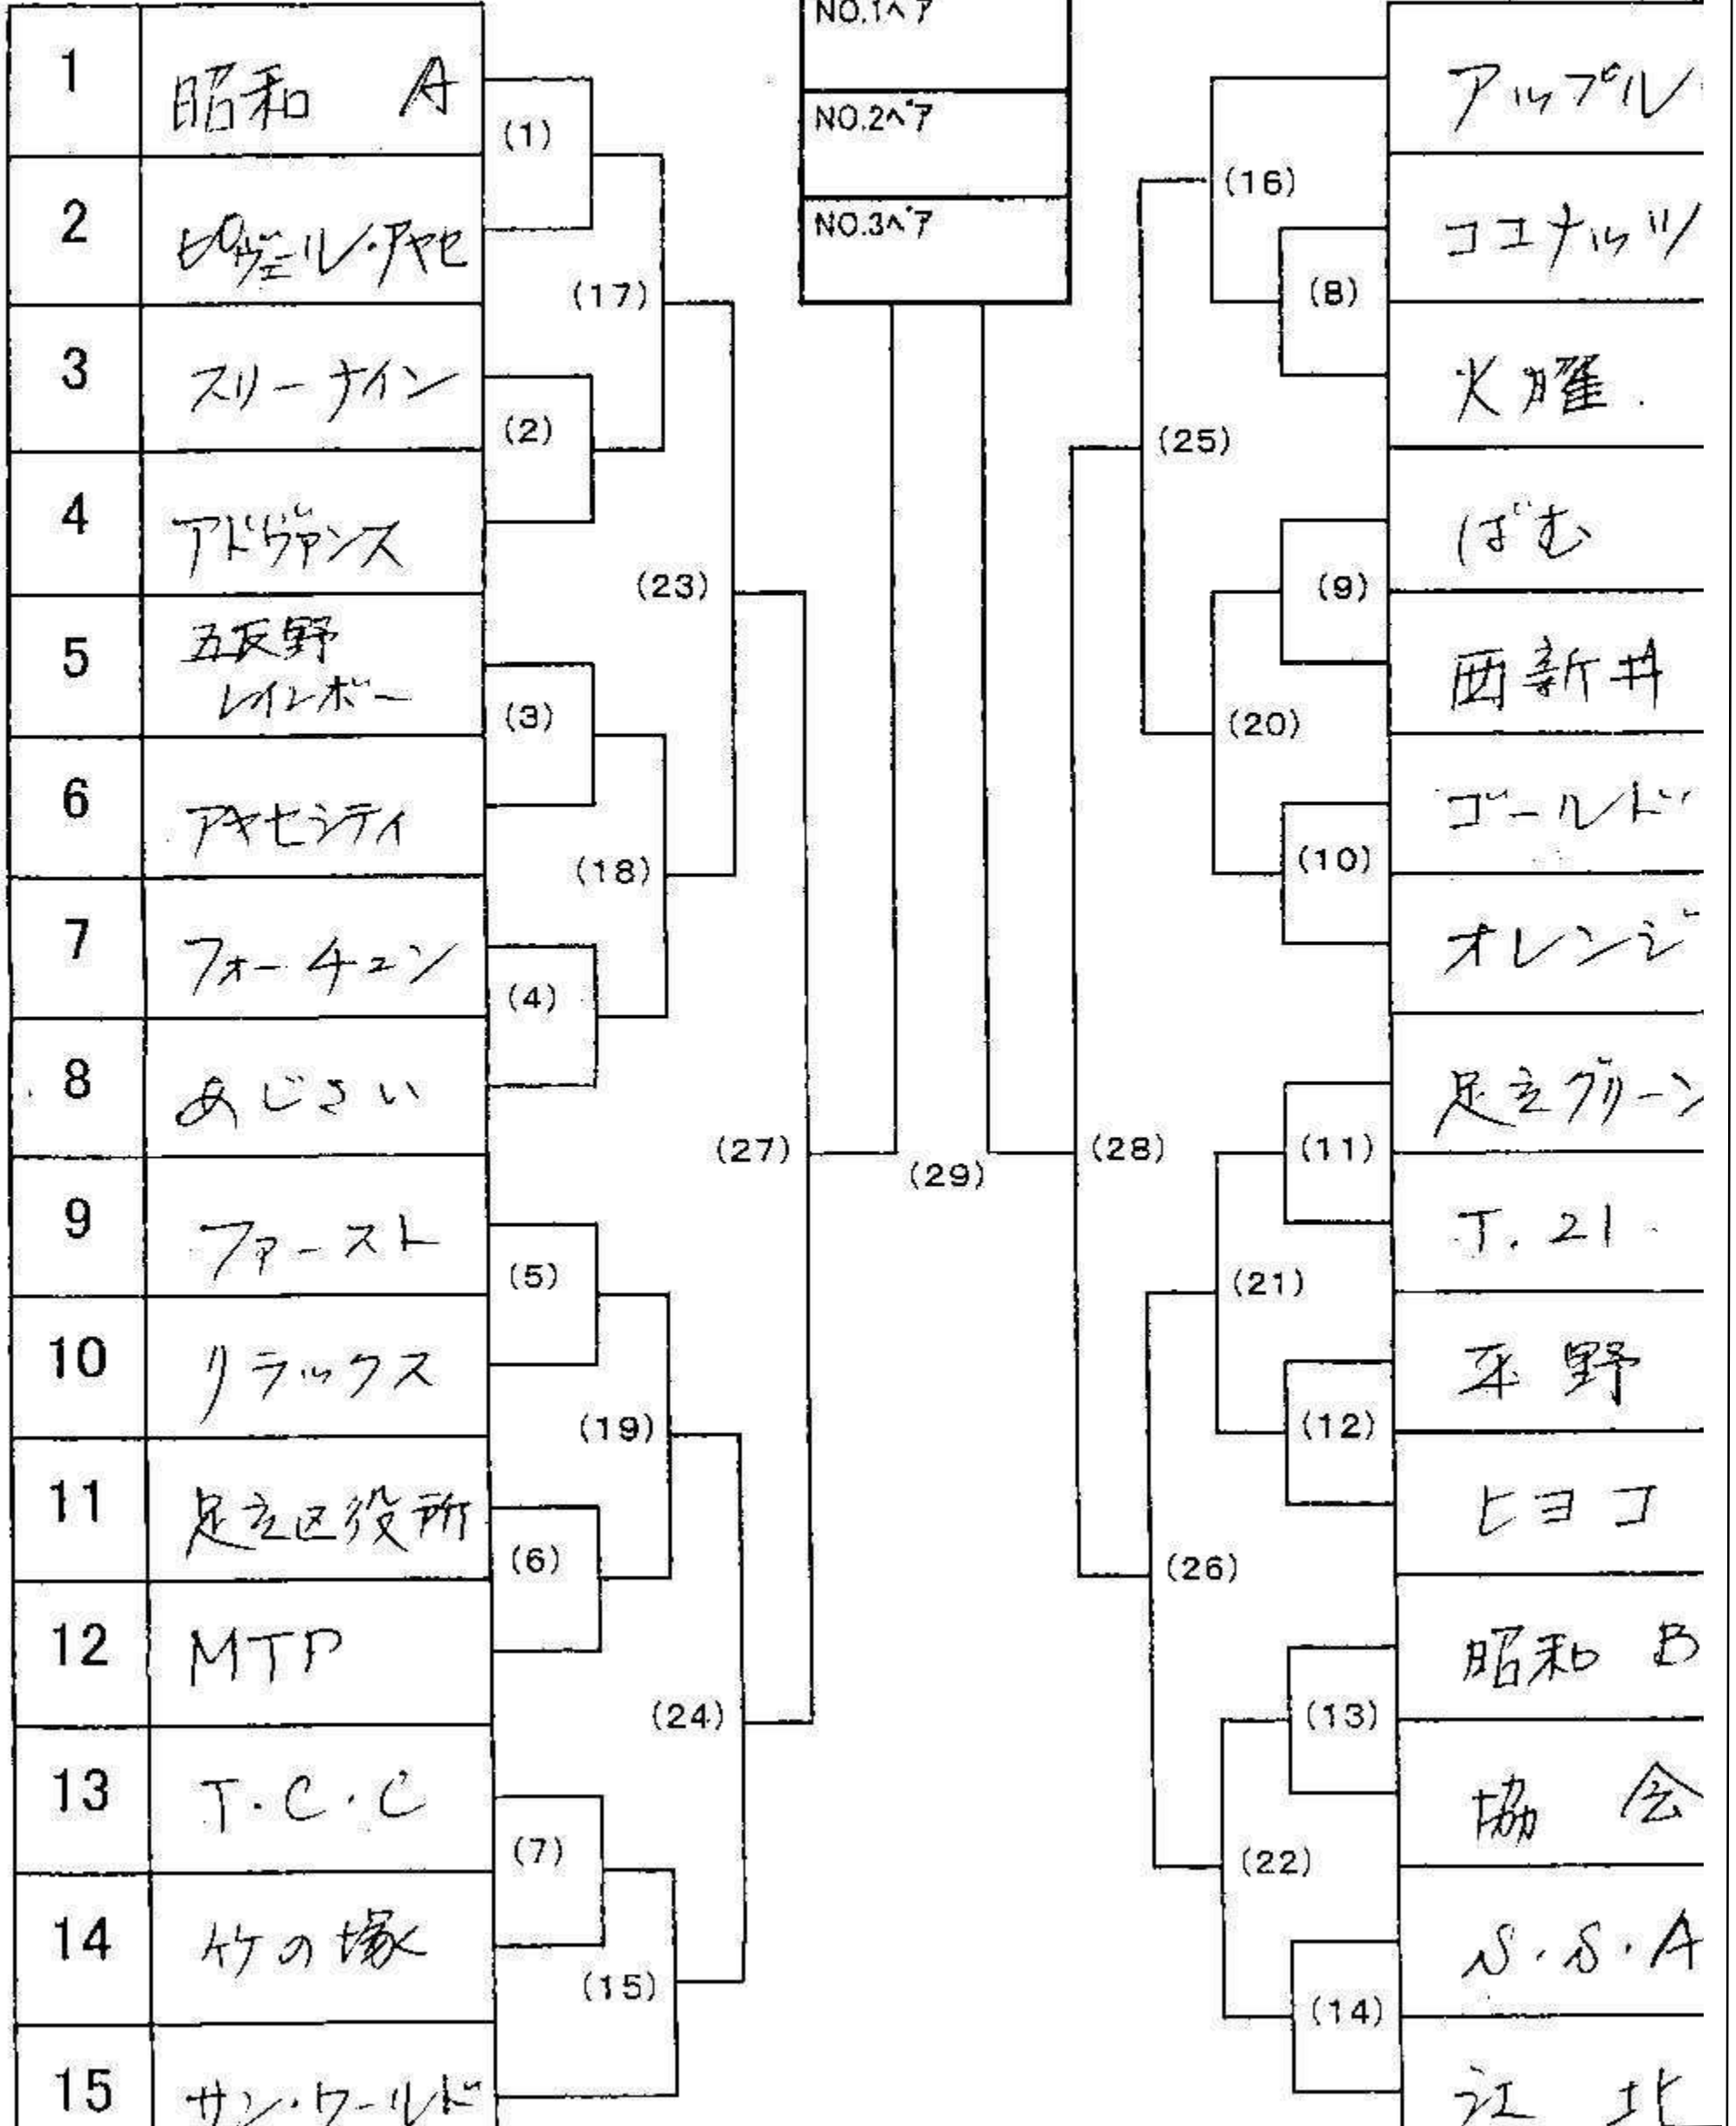 NO.1ペア
NO.2ペア
NO.3ペア
1 昭和 A
2 ピヴェール・アヤセ
3 スリーナイン
4 アドヴァンス
5 五反野
レインボー
6 アヤセシティ
7 フォーチュン
8 あじさい
9 ファースト
10 リラックス
11 足立区役所
12 MTP
13 T.C.C
14 竹の塚
15 サン・ワールド
(1)
(2)
(3)
(4)
(5)
(6)
(7)
(17)
(18)
(19)
(15)
(23)
(24)
(27)
(29)
(28)
(25)
(26)
(16)
(20)
(21)
(22)
(8)
(9)
(10)
(11)
(12)
(13)
(14)
アップル
ココナッツ
火曜
ばむ
西新井
ゴールド
オレンジ
足立グリーン
T.21
平野
ヒヨコ
昭和 B
協会
S.S.A
江北